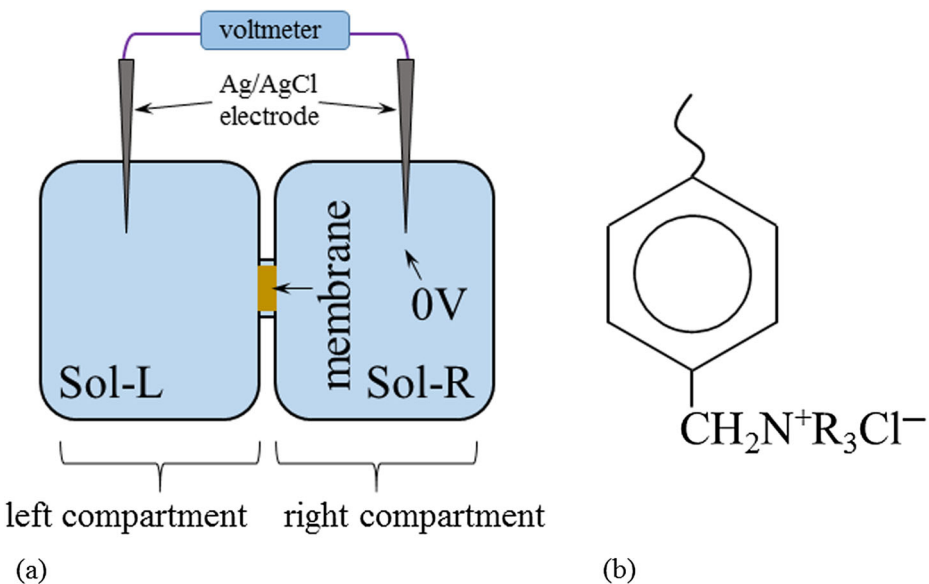 voltmeter
Ag/AgCl
electrode
membrane
0V
Sol-L
Sol-R
left compartment
right compartment
(a)
CH₂N⁺R₃Cl⁻
(b)